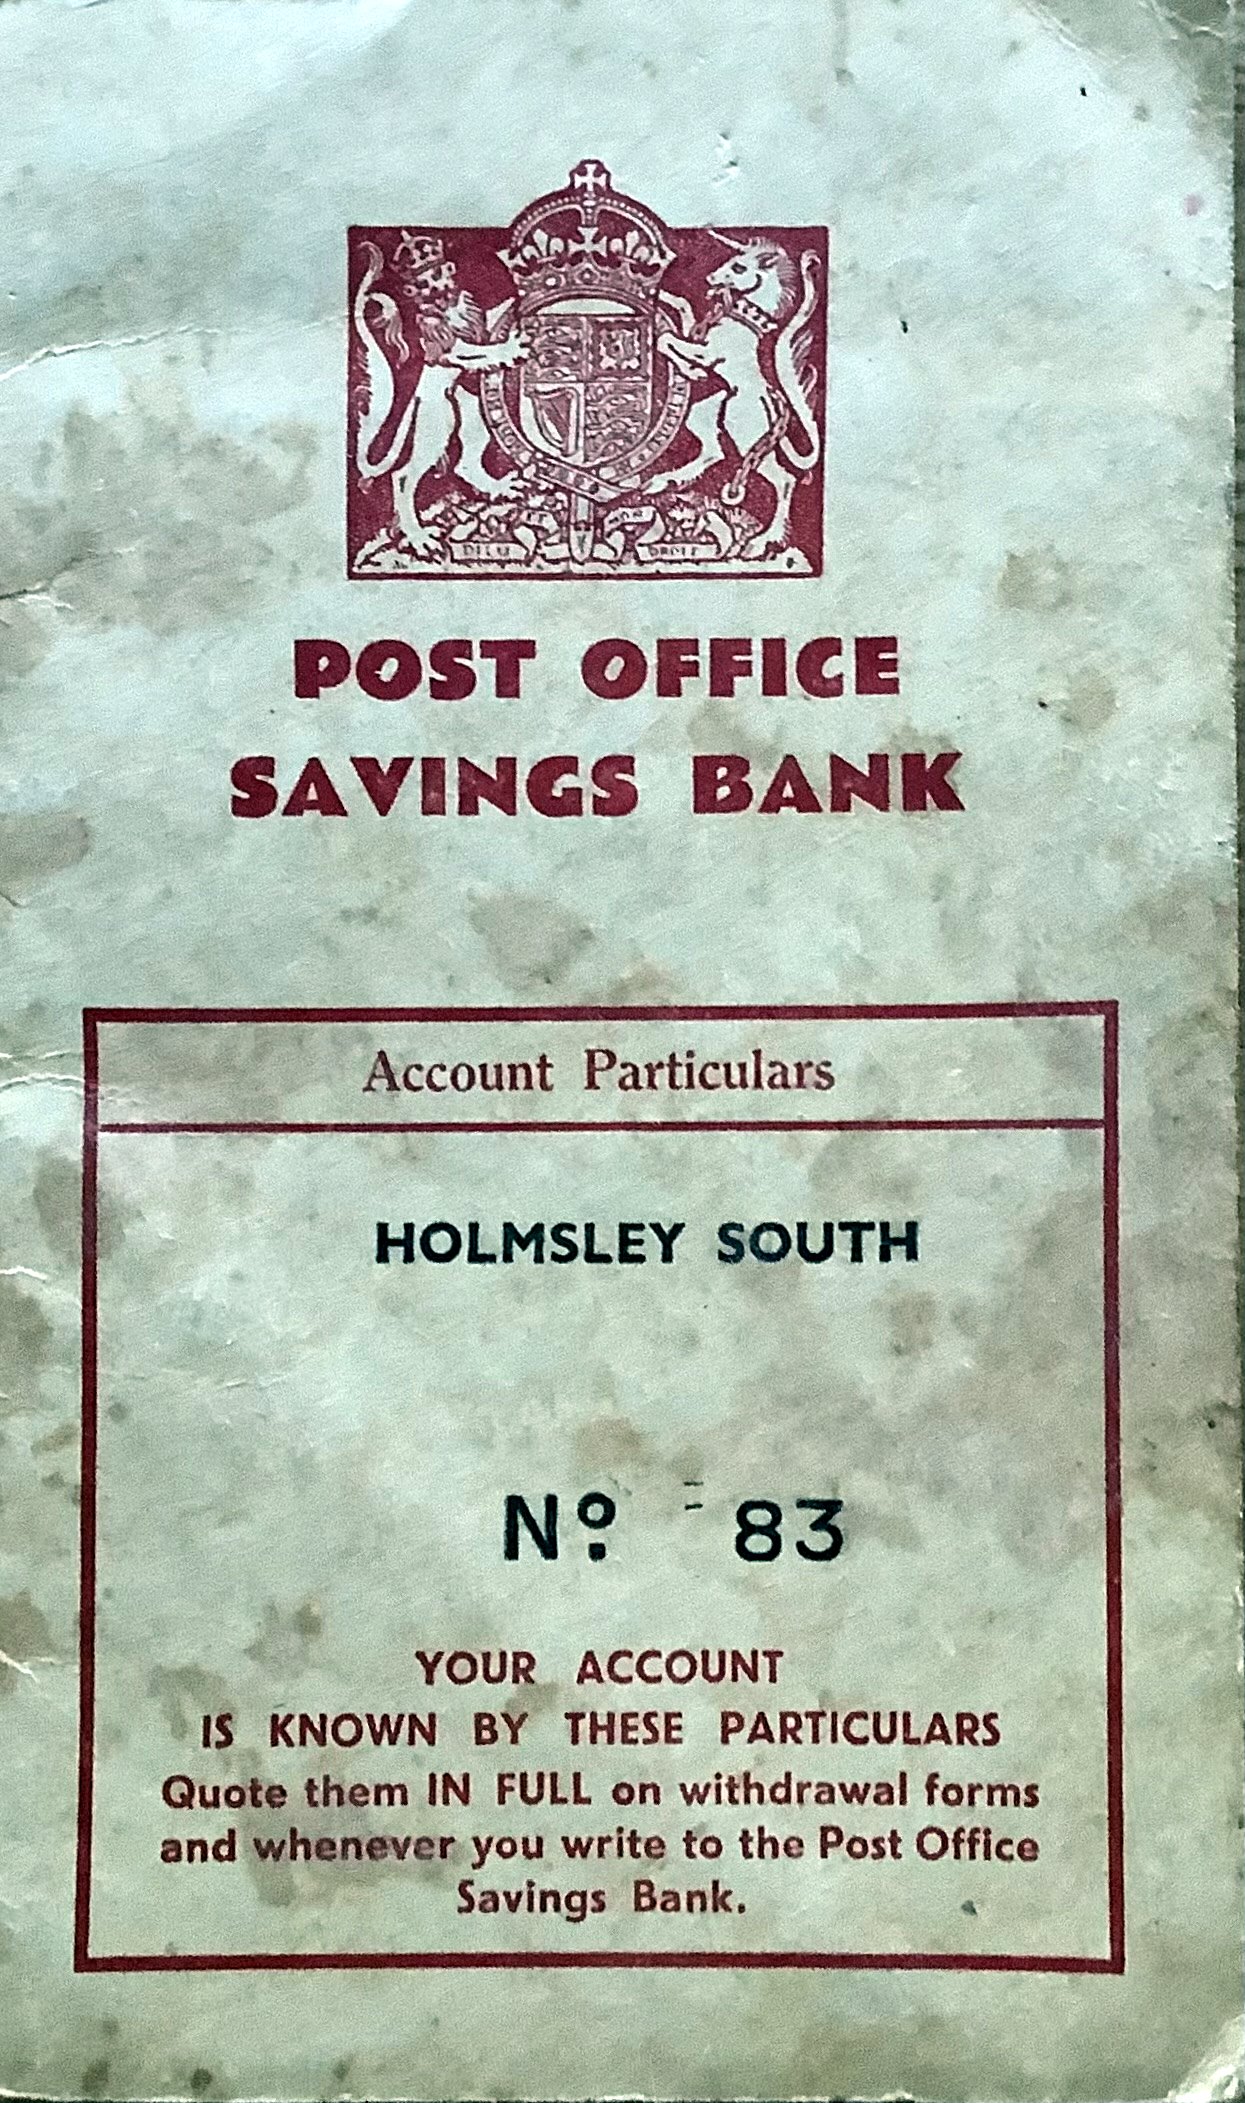 POST OFFICE
SAVINGS BANK
Account Particulars
HOLMSLEY SOUTH
Nº 83
YOUR ACCOUNT
IS KNOWN BY THESE PARTICULARS
Quote them IN FULL on withdrawal forms
and whenever you write to the Post Office
Savings Bank.